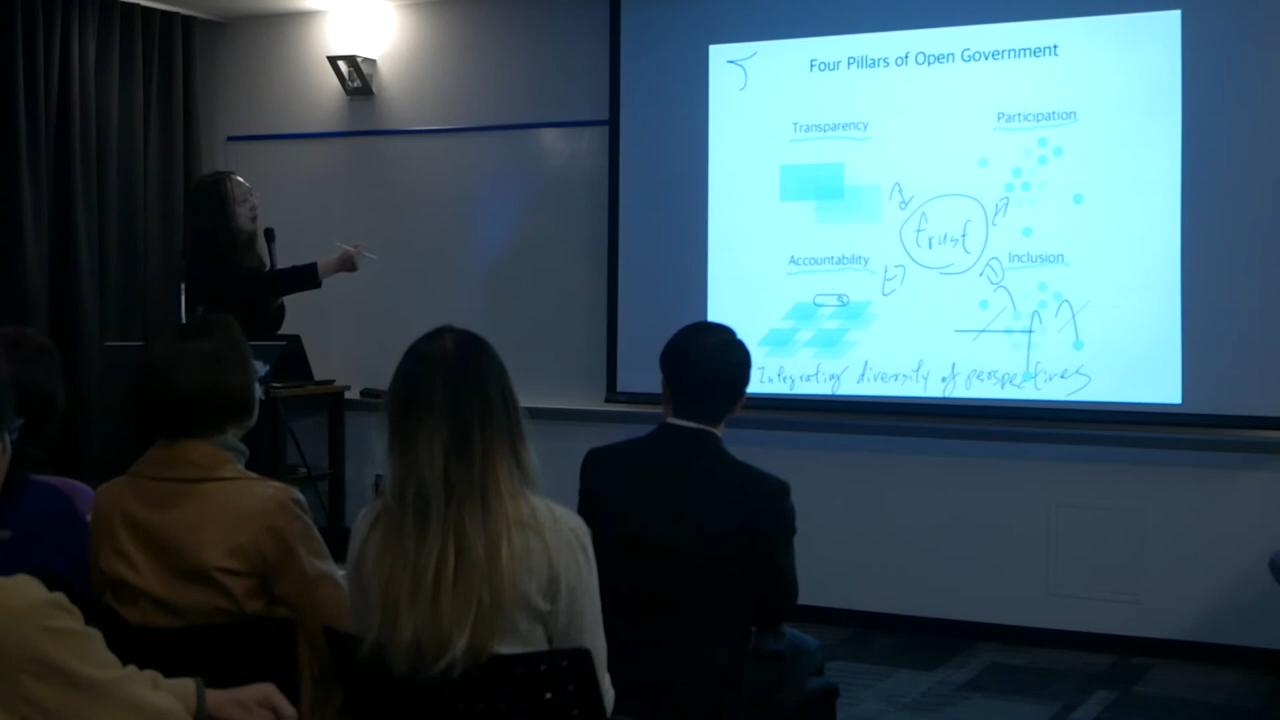 Four Pillars of Open Government
Transparency
Participation
trust
Accountability
Inclusion
Integrating diversity of perspectives